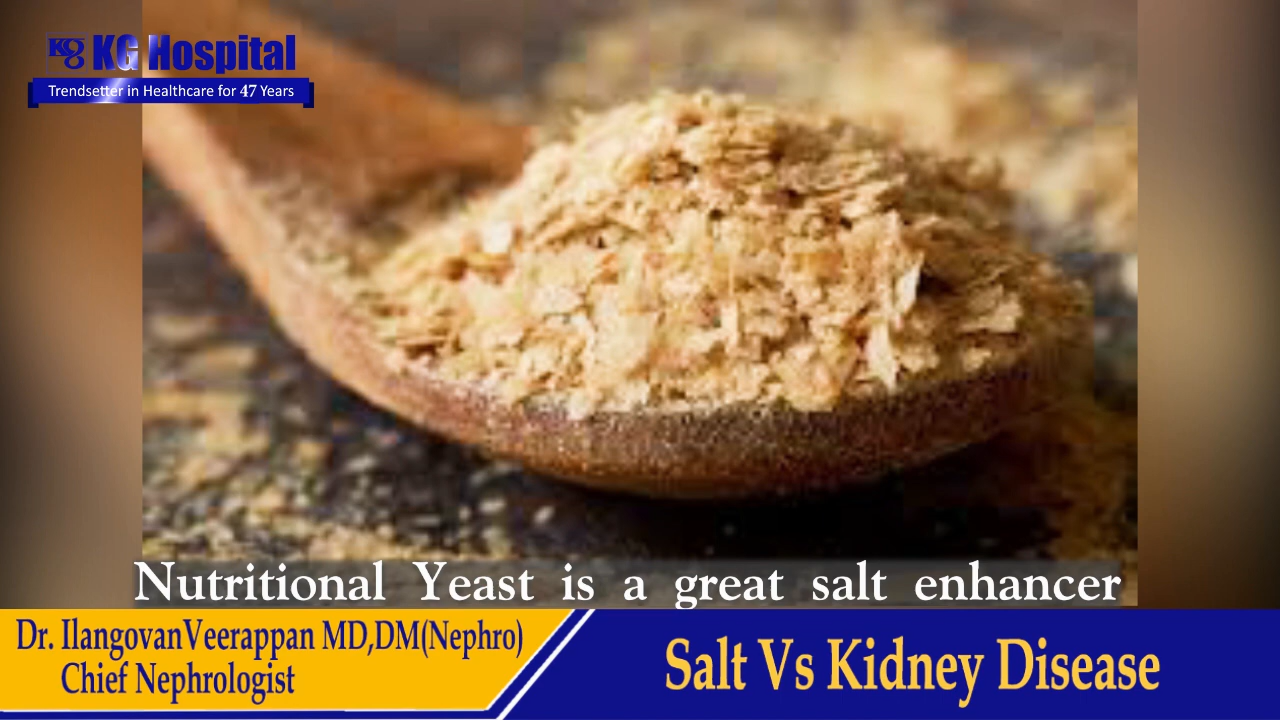 KG KG Hospital
Trendsetter in Healthcare for 47 Years
Nutritional Yeast is a great salt enhancer
Dr. IlangovanVeerappan MD,DM(Nephro)
Chief Nephrologist
Salt Vs Kidney Disease